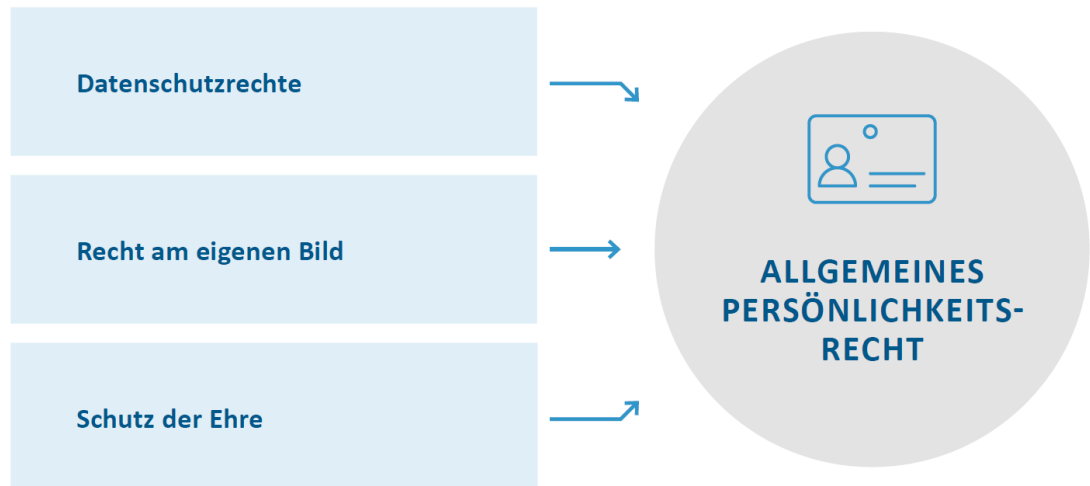 Datenschutzrechte
Recht am eigenen Bild
Schutz der Ehre
ALLGEMEINES
PERSÖNLICHKEITS-
RECHT